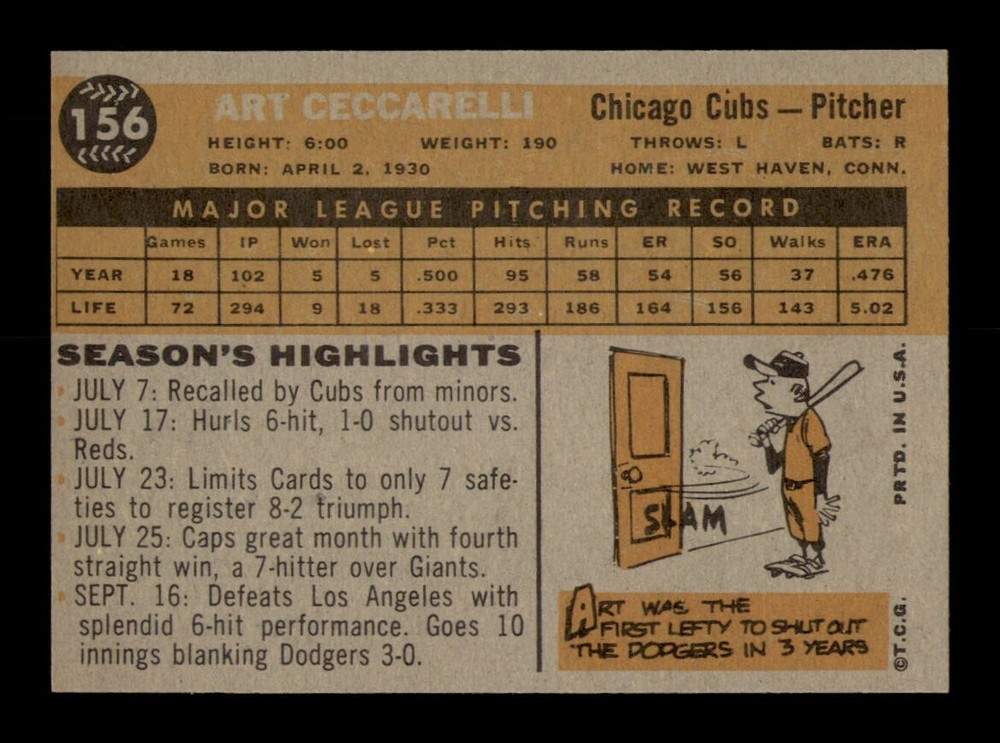 156
ART CECCARELLI Chicago Cubs — Pitcher
HEIGHT: 6:00 WEIGHT: 190 THROWS: L BATS: R
BORN: APRIL 2, 1930 HOME: WEST HAVEN, CONN.
MAJOR LEAGUE PITCHING RECORD
Games IP Won Lost Pct Hits Runs ER SO Walks ERA
YEAR 18 102 5 5 .500 95 58 54 56 37 .476
LIFE 72 294 9 18 .333 293 186 164 156 143 5.02
SEASON'S HIGHLIGHTS
JULY 7: Recalled by Cubs from minors.
JULY 17: Hurls 6-hit, 1-0 shutout vs.
Reds.
JULY 23: Limits Cards to only 7 safe-
ties to register 8-2 triumph.
JULY 25: Caps great month with fourth
straight win, a 7-hitter over Giants.
SEPT. 16: Defeats Los Angeles with
splendid 6-hit performance. Goes 10
innings blanking Dodgers 3-0.
SLAM
ART WAS THE
FIRST LEFTY TO SHUT OUT
THE DODGERS IN 3 YEARS
©T.C.G. PRTD. IN U.S.A.